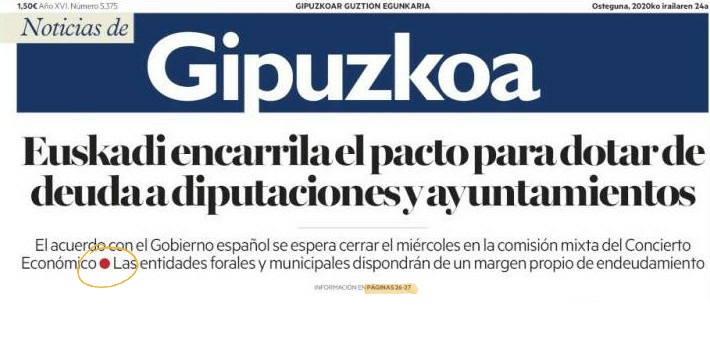 1,50€ Año XVI. Número 5.375 GIPUZKOAR GUZTION EGUNKARIA Osteguna, 2020ko irailaren 24a
Noticias de
Gipuzkoa
Euskadi encarrila el pacto para dotar de
deuda a diputaciones y ayuntamientos
El acuerdo con el Gobierno español se espera cerrar el miércoles en la comisión mixta del Concierto
Económico ● Las entidades forales y municipales dispondrán de un margen propio de endeudamiento
INFORMACIÓN EN PÁGINAS 26-27